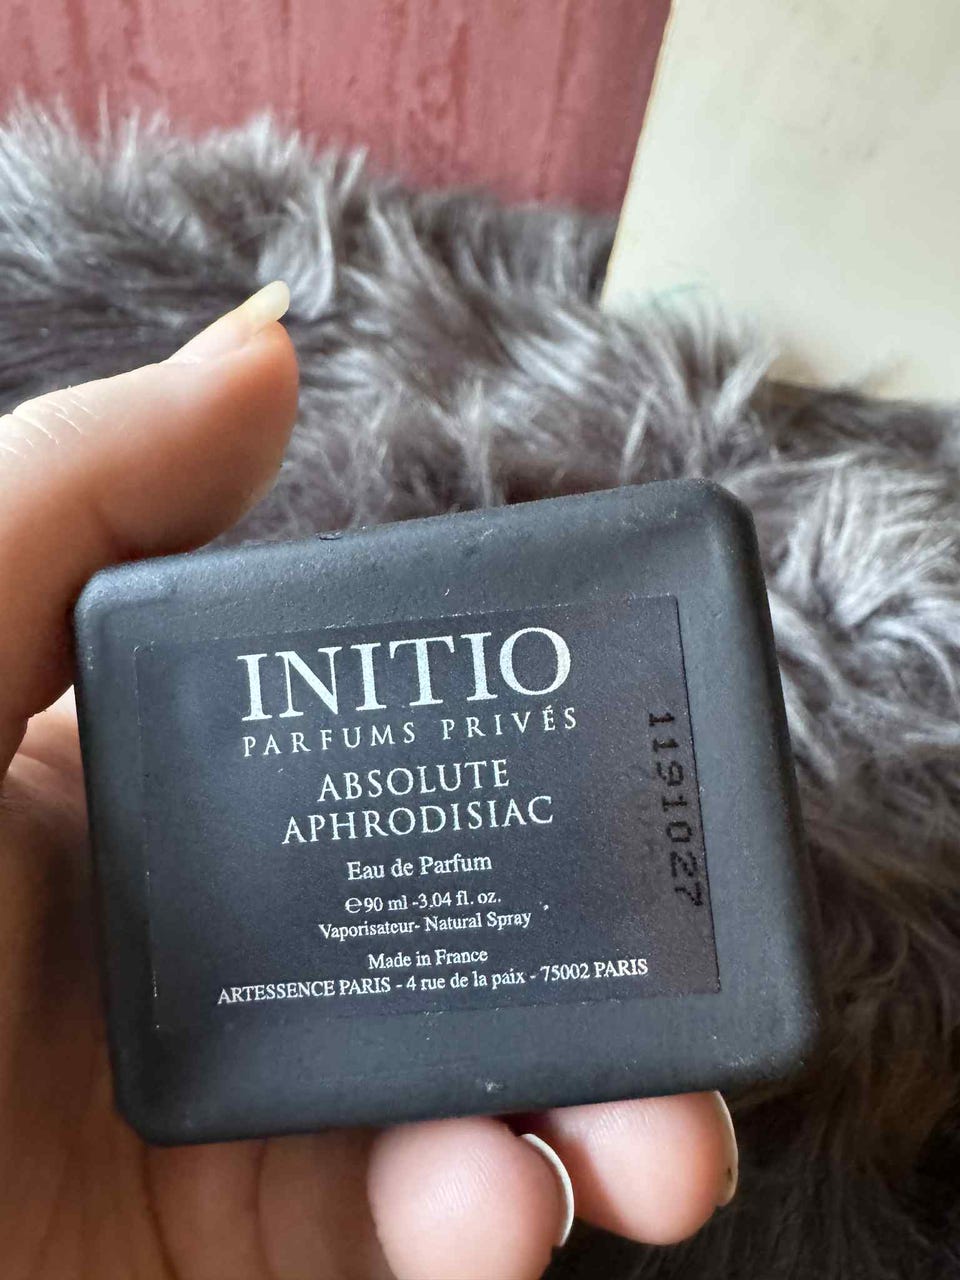 INITIO
PARFUMS PRIVÉS
ABSOLUTE
APHRODISIAC
Eau de Parfum
℮90 ml -3.04 fl. oz.
Vaporisateur- Natural Spray
Made in France
ARTESSENCE PARIS - 4 rue de la paix - 75002 PARIS
1191027